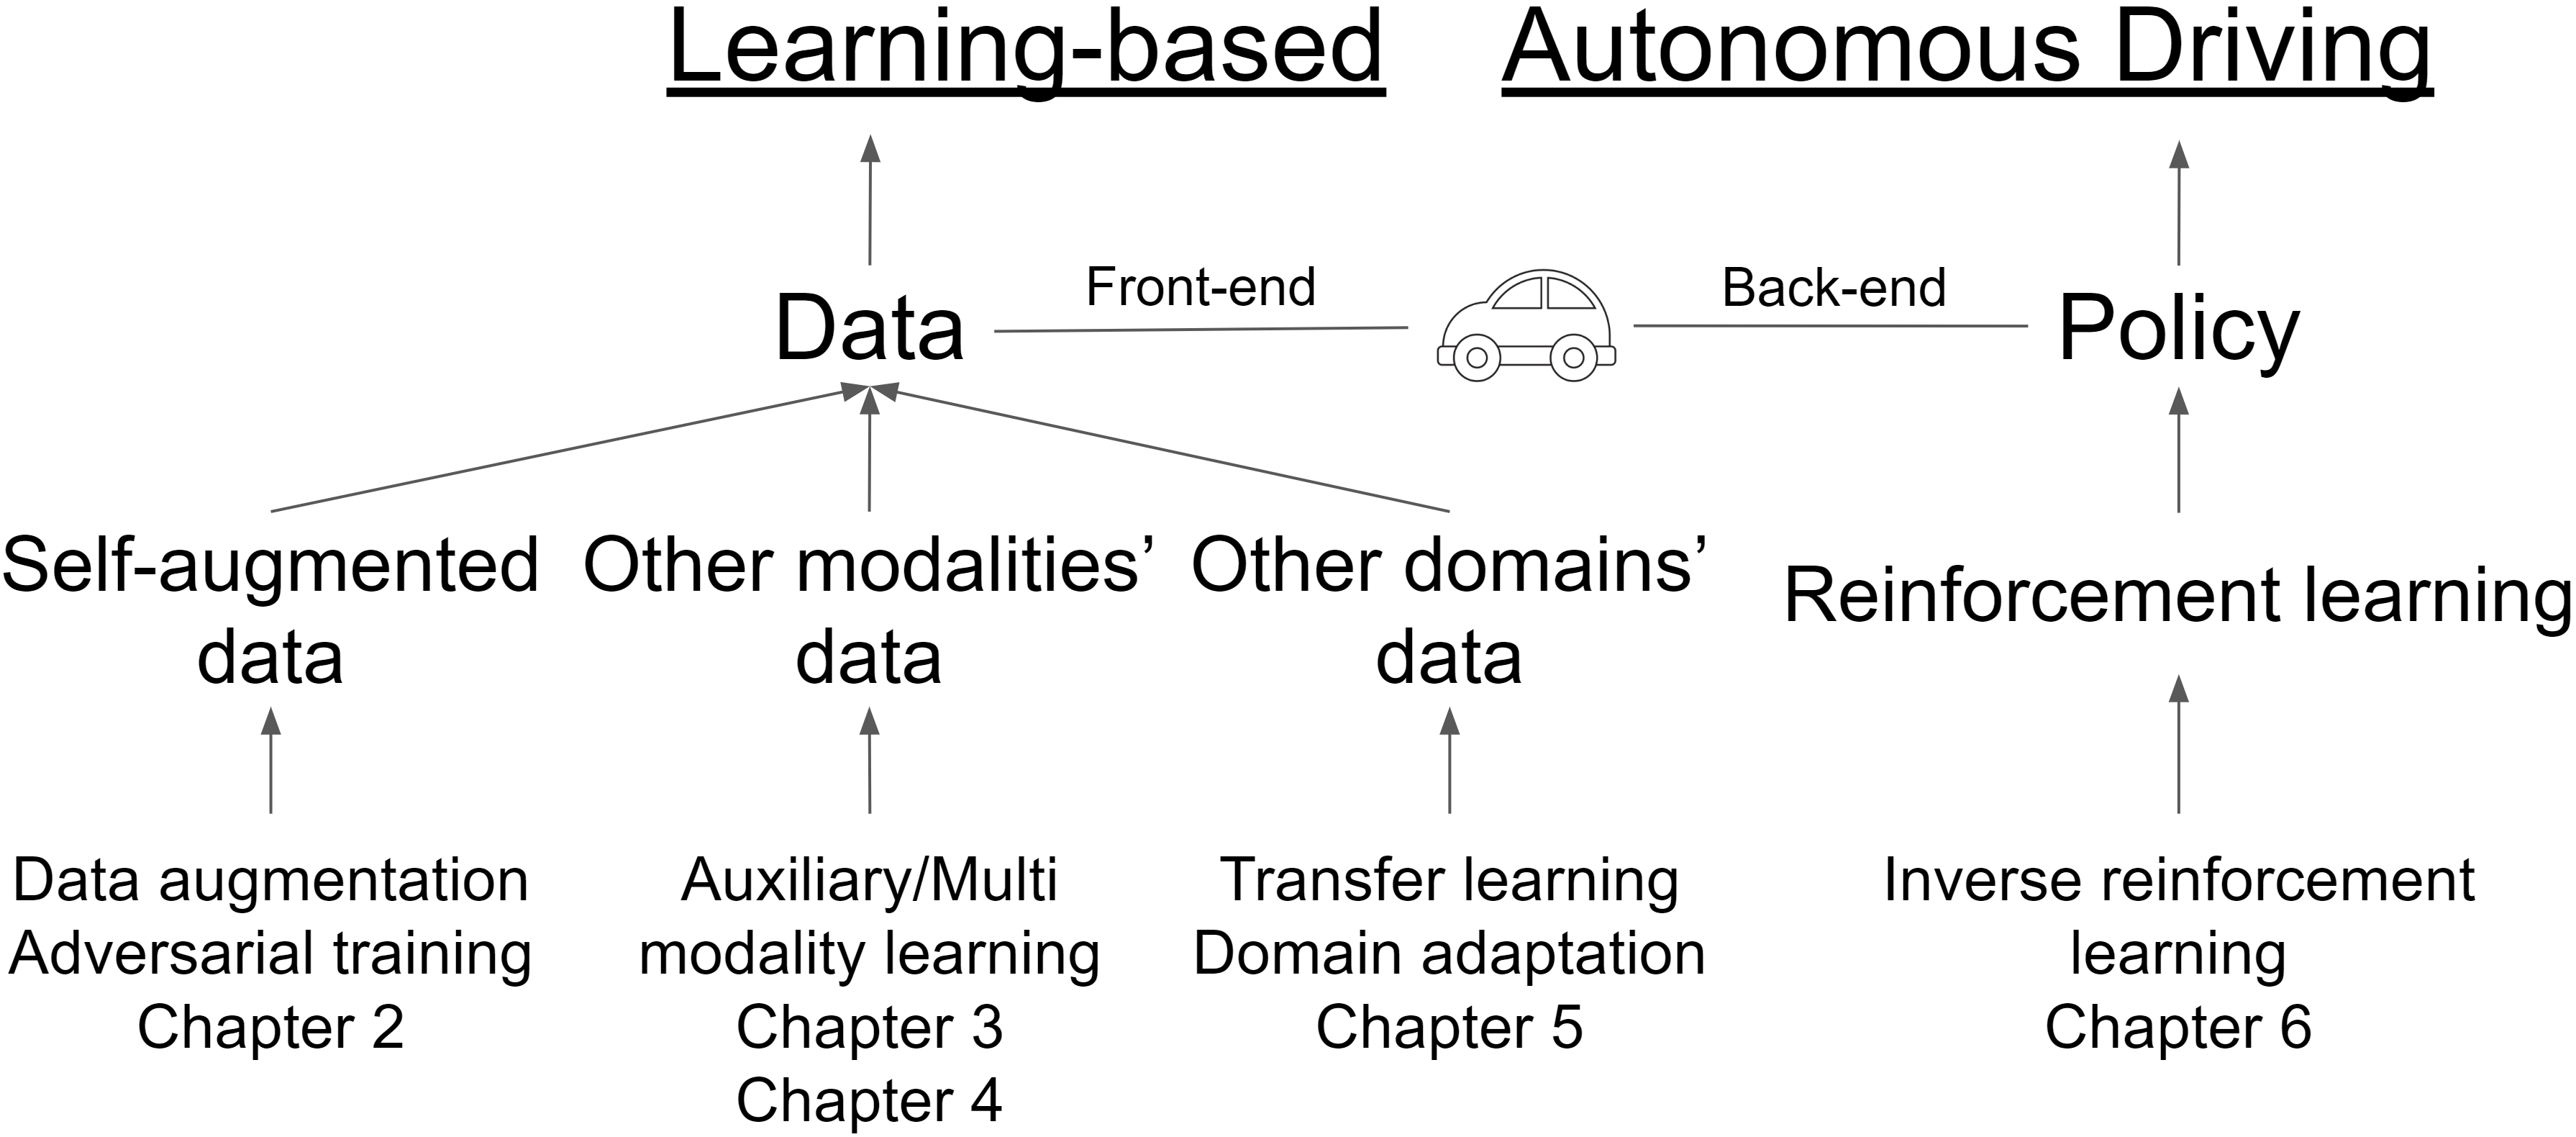 Learning-based Autonomous Driving
Front-end
Back-end
Data
Policy
Self-augmented
data
Other modalities’
data
Other domains’
data
Reinforcement learning
Data augmentation
Adversarial training
Chapter 2
Auxiliary/Multi
modality learning
Chapter 3
Chapter 4
Transfer learning
Domain adaptation
Chapter 5
Inverse reinforcement
learning
Chapter 6